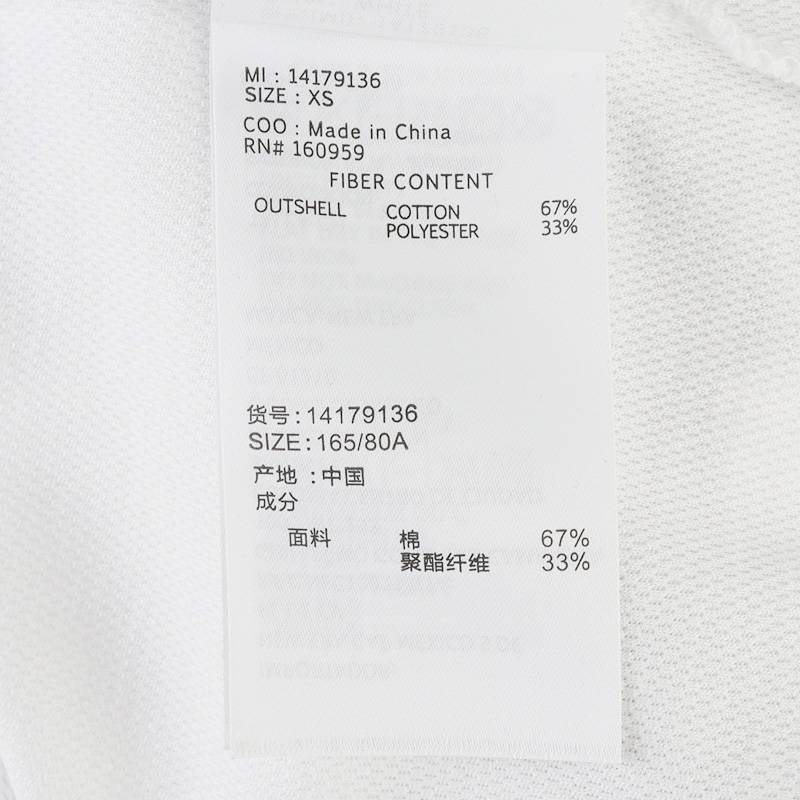 MI : 14179136
SIZE : XS
COO : Made in China
RN# 160959
FIBER CONTENT
OUTSHELL COTTON 67%
POLYESTER 33%
货号:14179136
SIZE:165/80A
产地 :中国
成分
面料 棉 67%
聚酯纤维 33%